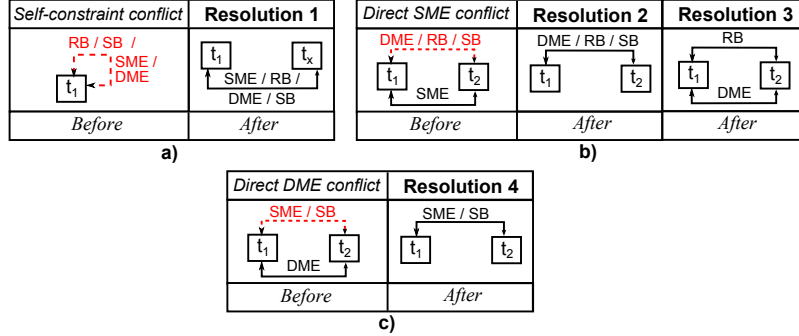 Self-constraint conflict
Resolution 1
RB / SB /
SME /
DME
t1
t1
tx
SME / RB /
DME / SB
Before
After
a)
Direct SME conflict
Resolution 2
Resolution 3
DME / RB / SB
t1
t2
SME
DME / RB / SB
t1
t2
RB
t1
t2
DME
Before
After
After
b)
Direct DME conflict
Resolution 4
SME / SB
t1
t2
DME
SME / SB
t1
t2
Before
After
c)